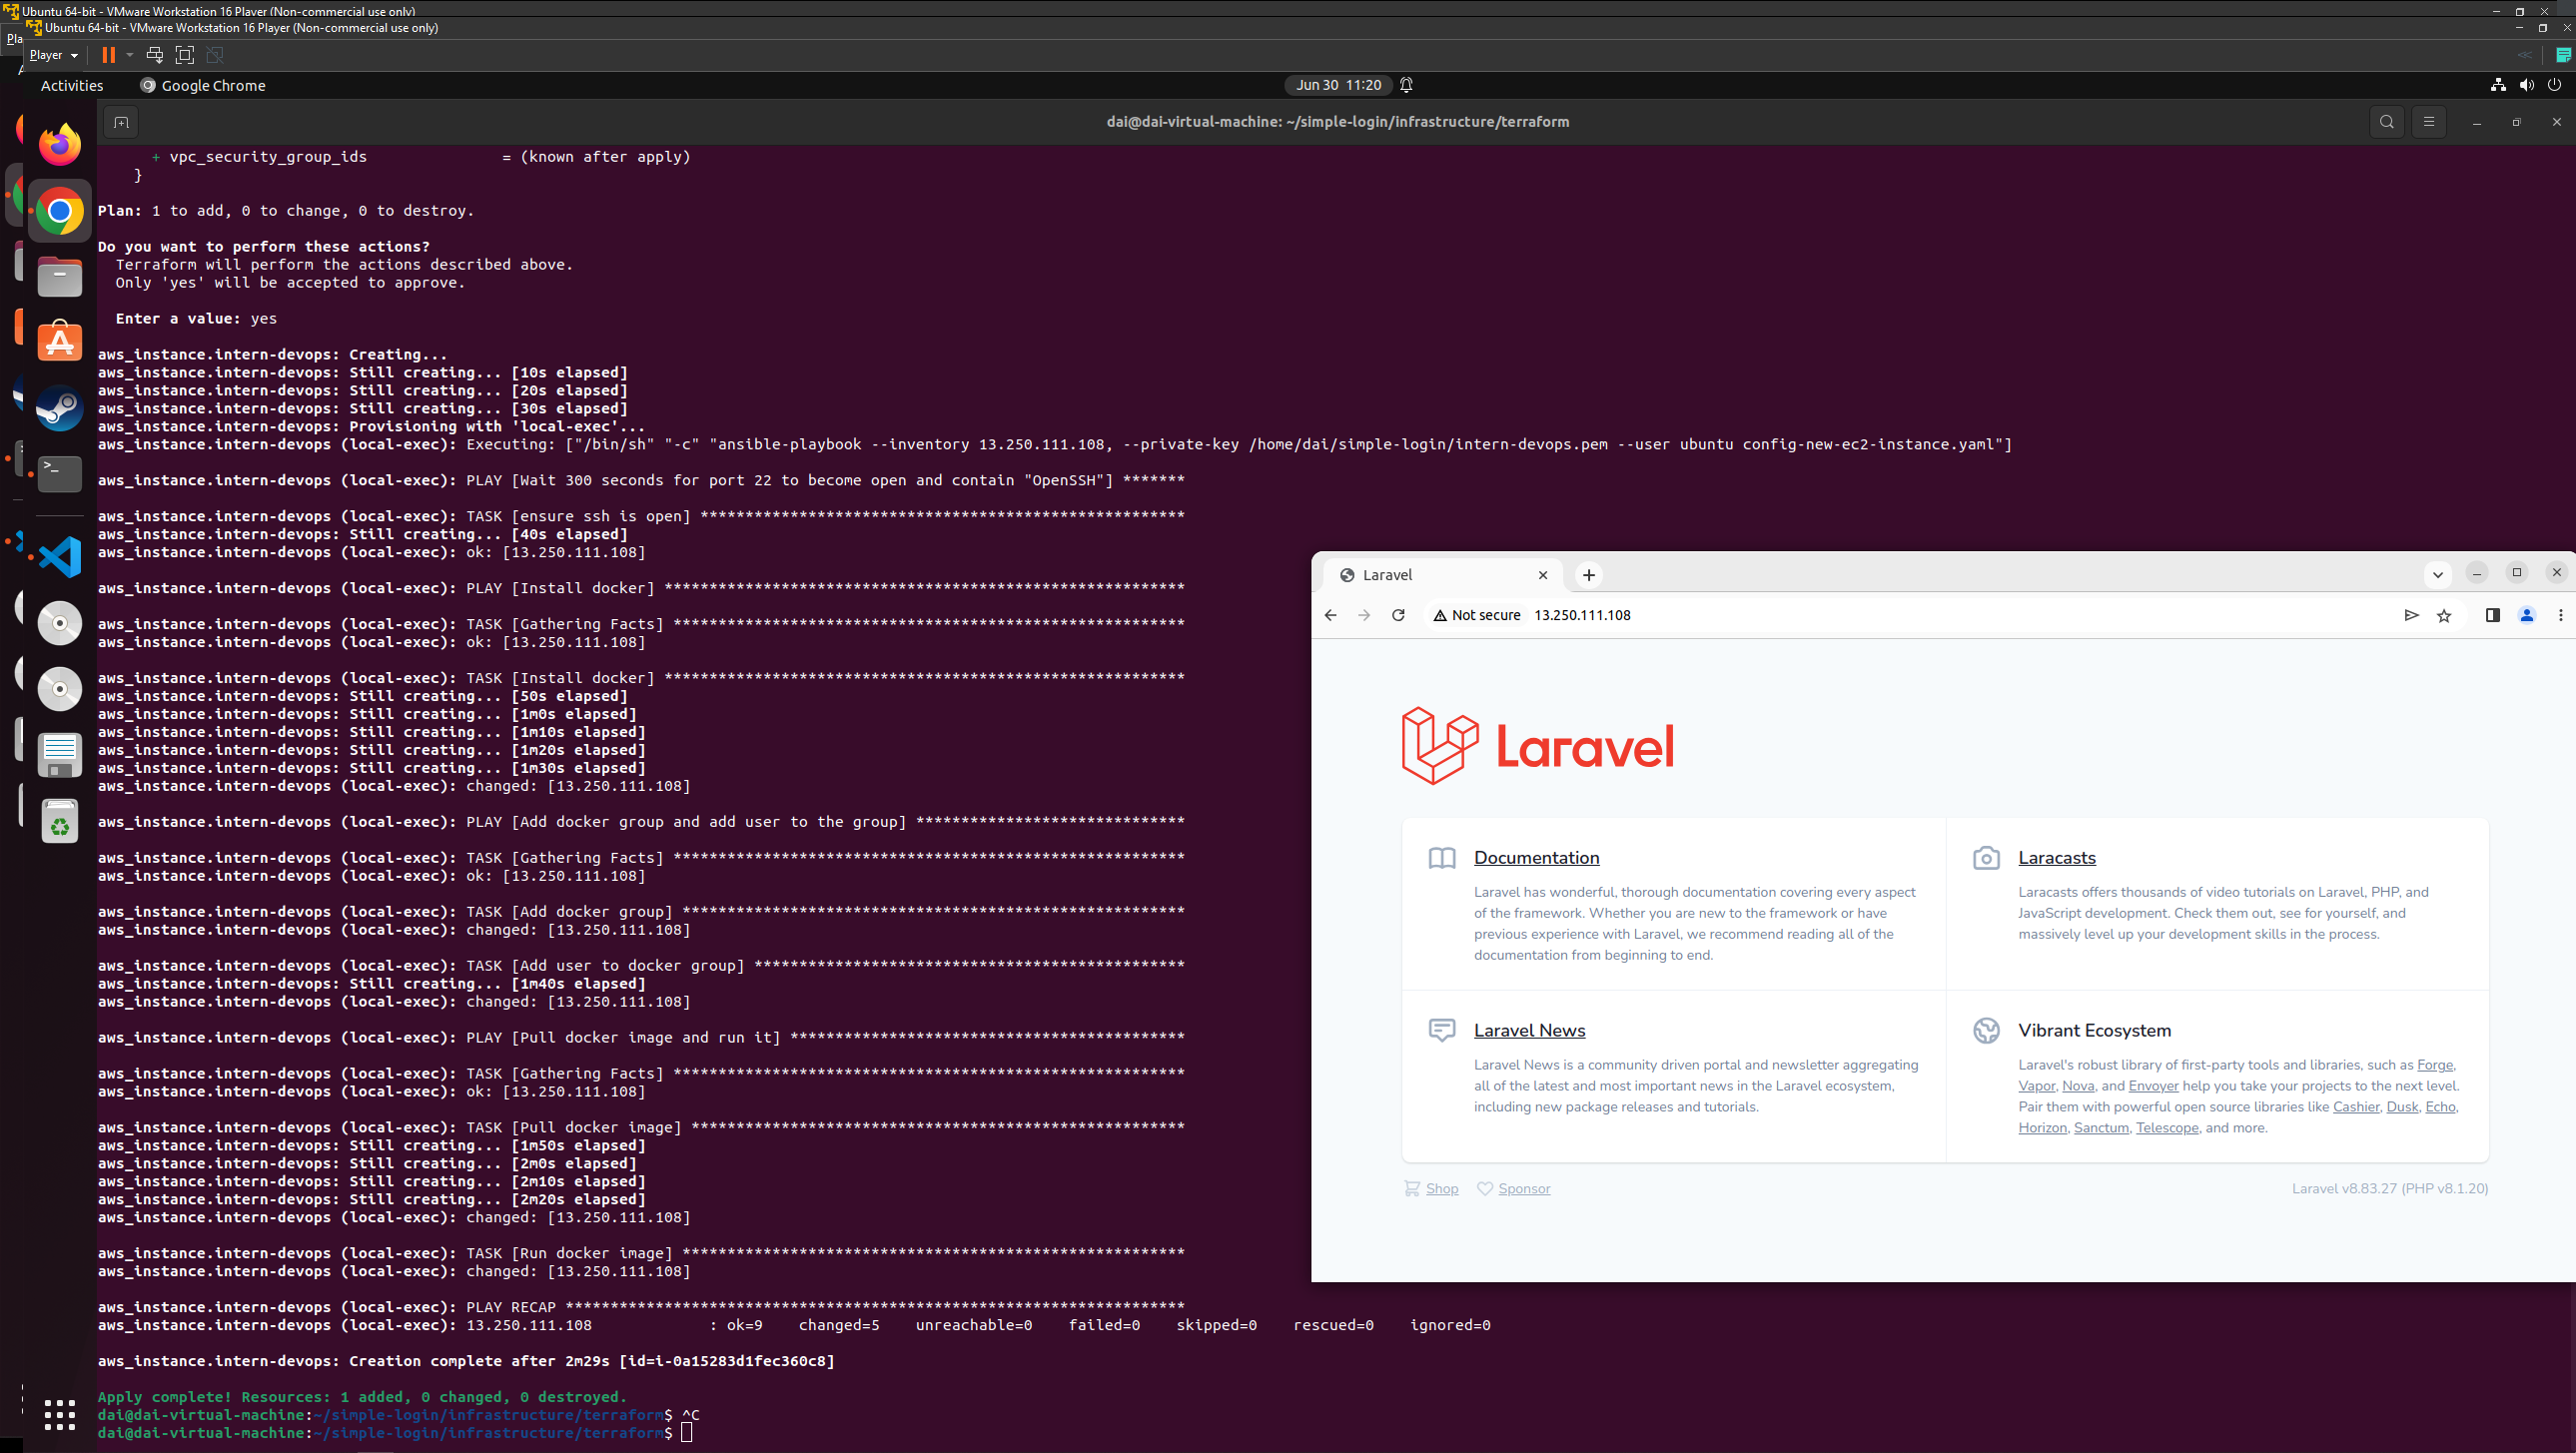 Ubuntu 64-bit - VMware Workstation 16 Player (Non-commercial use only)
Ubuntu 64-bit - VMware Workstation 16 Player (Non-commercial use only)
Player
Activities Google Chrome Jun 30 11:20
dai@dai-virtual-machine: ~/simple-login/infrastructure/terraform
+ vpc_security_group_ids = (known after apply)
}
Plan: 1 to add, 0 to change, 0 to destroy.
Do you want to perform these actions?
Terraform will perform the actions described above.
Only 'yes' will be accepted to approve.
Enter a value: yes
aws_instance.intern-devops: Creating...
aws_instance.intern-devops: Still creating... [10s elapsed]
aws_instance.intern-devops: Still creating... [20s elapsed]
aws_instance.intern-devops: Still creating... [30s elapsed]
aws_instance.intern-devops: Provisioning with 'local-exec'...
aws_instance.intern-devops (local-exec): Executing: ["/bin/sh" "-c" "ansible-playbook --inventory 13.250.111.108, --private-key /home/dai/simple-login/intern-devops.pem --user ubuntu config-new-ec2-instance.yaml"]
aws_instance.intern-devops (local-exec): PLAY [Wait 300 seconds for port 22 to become open and contain "OpenSSH"] *******
aws_instance.intern-devops (local-exec): TASK [ensure ssh is open] ******************************************************
aws_instance.intern-devops: Still creating... [40s elapsed]
aws_instance.intern-devops (local-exec): ok: [13.250.111.108]
aws_instance.intern-devops (local-exec): PLAY [Install docker] **********************************************************
aws_instance.intern-devops (local-exec): TASK [Gathering Facts] *********************************************************
aws_instance.intern-devops (local-exec): ok: [13.250.111.108]
aws_instance.intern-devops (local-exec): TASK [Install docker] **********************************************************
aws_instance.intern-devops: Still creating... [50s elapsed]
aws_instance.intern-devops: Still creating... [1m0s elapsed]
aws_instance.intern-devops: Still creating... [1m10s elapsed]
aws_instance.intern-devops: Still creating... [1m20s elapsed]
aws_instance.intern-devops: Still creating... [1m30s elapsed]
aws_instance.intern-devops (local-exec): changed: [13.250.111.108]
aws_instance.intern-devops (local-exec): PLAY [Add docker group and add user to the group] ******************************
aws_instance.intern-devops (local-exec): TASK [Gathering Facts] *********************************************************
aws_instance.intern-devops (local-exec): ok: [13.250.111.108]
aws_instance.intern-devops (local-exec): TASK [Add docker group] ********************************************************
aws_instance.intern-devops (local-exec): changed: [13.250.111.108]
aws_instance.intern-devops (local-exec): TASK [Add user to docker group] ************************************************
aws_instance.intern-devops: Still creating... [1m40s elapsed]
aws_instance.intern-devops (local-exec): changed: [13.250.111.108]
aws_instance.intern-devops (local-exec): PLAY [Pull docker image and run it] ********************************************
aws_instance.intern-devops (local-exec): TASK [Gathering Facts] *********************************************************
aws_instance.intern-devops (local-exec): ok: [13.250.111.108]
aws_instance.intern-devops (local-exec): TASK [Pull docker image] *******************************************************
aws_instance.intern-devops: Still creating... [1m50s elapsed]
aws_instance.intern-devops: Still creating... [2m0s elapsed]
aws_instance.intern-devops: Still creating... [2m10s elapsed]
aws_instance.intern-devops: Still creating... [2m20s elapsed]
aws_instance.intern-devops (local-exec): changed: [13.250.111.108]
aws_instance.intern-devops (local-exec): TASK [Run docker image] ********************************************************
aws_instance.intern-devops (local-exec): changed: [13.250.111.108]
aws_instance.intern-devops (local-exec): PLAY RECAP *********************************************************************
aws_instance.intern-devops (local-exec): 13.250.111.108 : ok=9 changed=5 unreachable=0 failed=0 skipped=0 rescued=0 ignored=0
aws_instance.intern-devops: Creation complete after 2m29s [id=i-0a15283d1fec360c8]
Apply complete! Resources: 1 added, 0 changed, 0 destroyed.
dai@dai-virtual-machine:~/simple-login/infrastructure/terraform$ ^C
dai@dai-virtual-machine:~/simple-login/infrastructure/terraform$
Laravel
Not secure 13.250.111.108
Laravel
Documentation
Laravel has wonderful, thorough documentation covering every aspect
of the framework. Whether you are new to the framework or have
previous experience with Laravel, we recommend reading all of the
documentation from beginning to end.
Laracasts
Laracasts offers thousands of video tutorials on Laravel, PHP, and
JavaScript development. Check them out, see for yourself, and
massively level up your development skills in the process.
Laravel News
Laravel News is a community driven portal and newsletter aggregating
all of the latest and most important news in the Laravel ecosystem,
including new package releases and tutorials.
Vibrant Ecosystem
Laravel's robust library of first-party tools and libraries, such as Forge,
Vapor, Nova, and Envoyer help you take your projects to the next level.
Pair them with powerful open source libraries like Cashier, Dusk, Echo,
Horizon, Sanctum, Telescope, and more.
Shop Sponsor Laravel v8.83.27 (PHP v8.1.20)